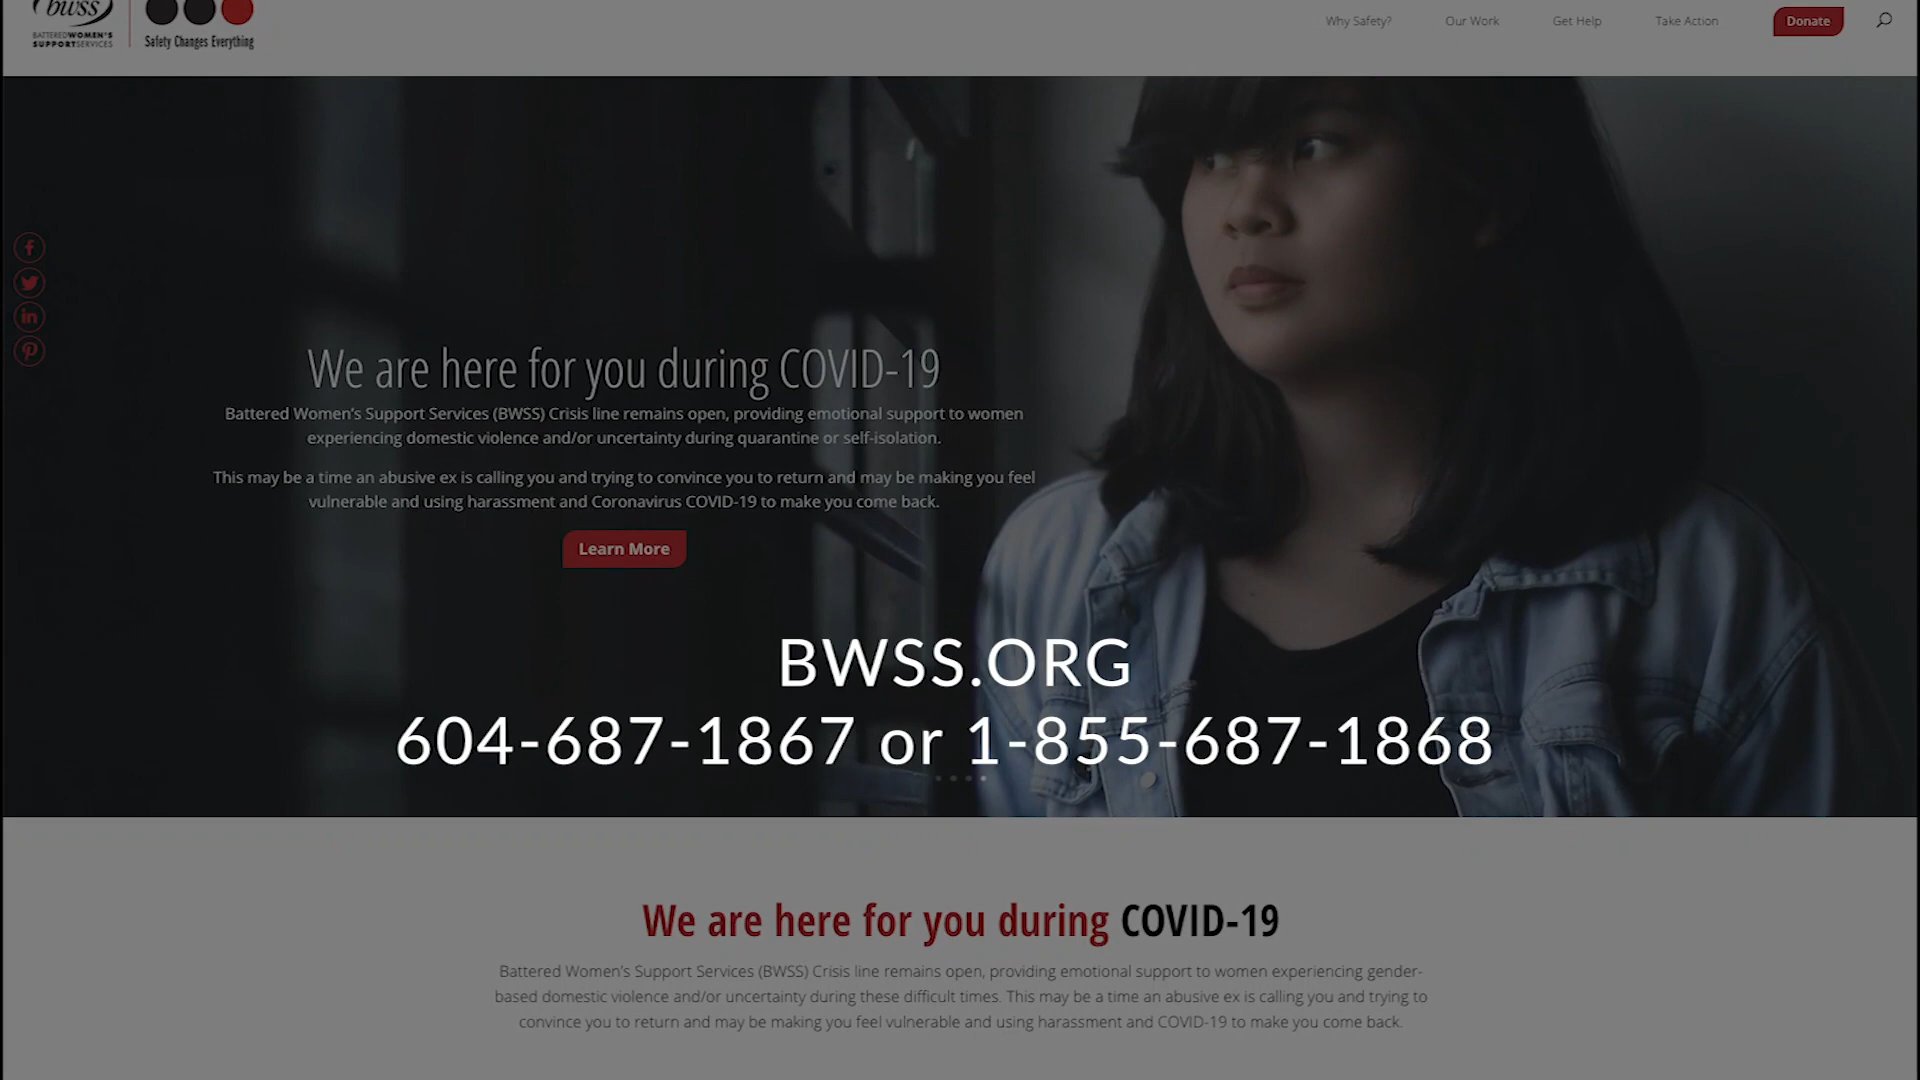 bwss
BATTERED WOMEN'S
SUPPORT SERVICES
Safety Changes Everything
Why Safety?
Our Work
Get Help
Take Action
Donate
We are here for you during COVID-19
Battered Women's Support Services (BWSS) Crisis line remains open, providing emotional support to women
experiencing domestic violence and/or uncertainty during quarantine or self-isolation.
This may be a time an abusive ex is calling you and trying to convince you to return and may be making you feel
vulnerable and using harassment and Coronavirus COVID-19 to make you come back.
Learn More
BWSS.ORG
604-687-1867 or 1-855-687-1868
We are here for you during COVID-19
Battered Women's Support Services (BWSS) Crisis line remains open, providing emotional support to women experiencing gender-
based domestic violence and/or uncertainty during these difficult times. This may be a time an abusive ex is calling you and trying to
convince you to return and may be making you feel vulnerable and using harassment and COVID-19 to make you come back.